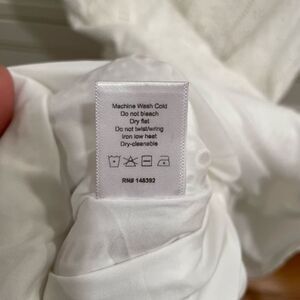 Machine Wash Cold
Do not bleach
Dry flat
Do not twist/wring
Iron low heat
Dry-cleanable
RN# 148392